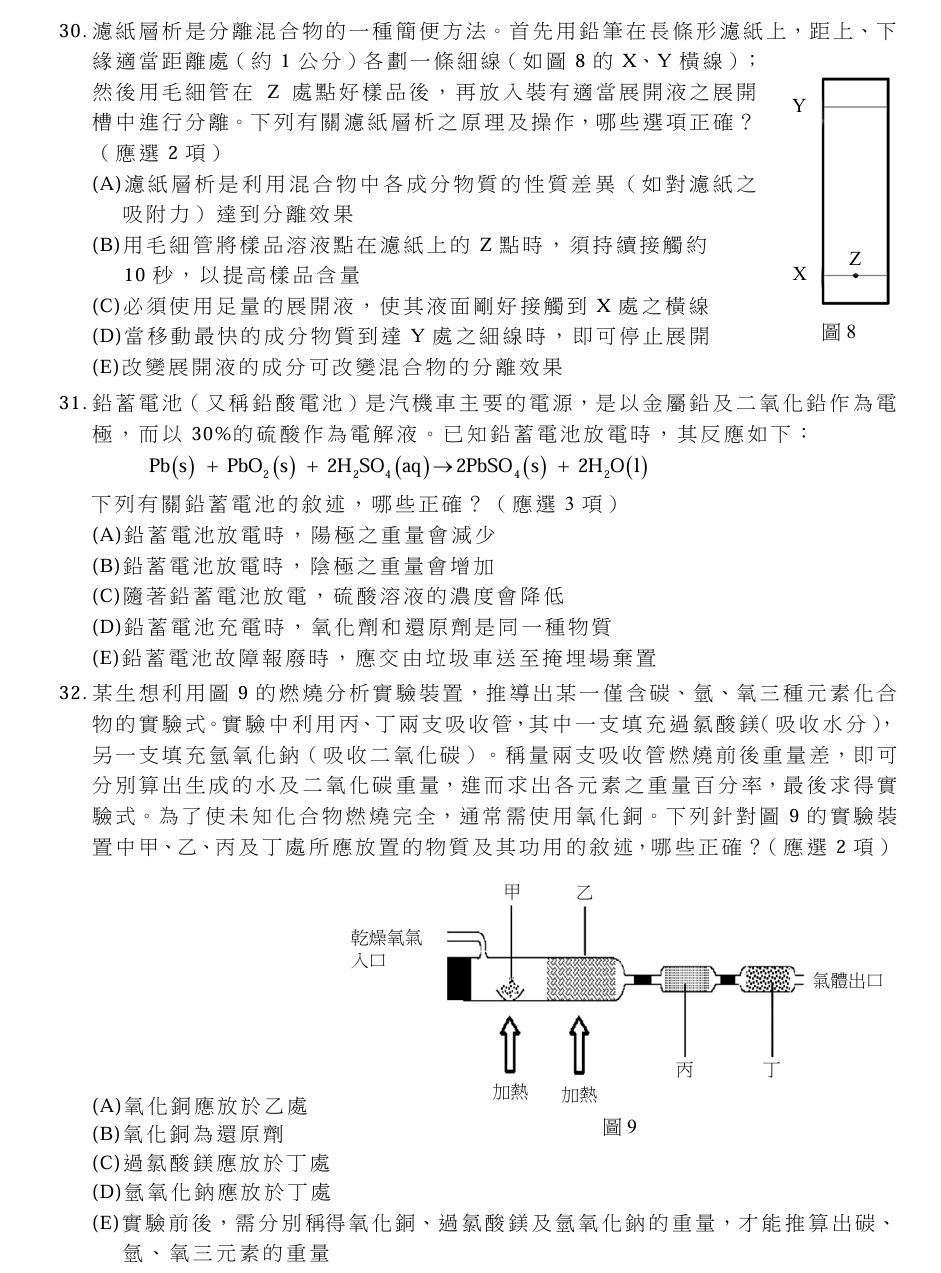 30. 濾紙層析是分離混合物的一種簡便方法。首先用鉛筆在長條形濾紙上，距上、下
緣適當距離處（約 1 公分）各劃一條細線（如圖 8 的 X、Y 橫線）；
然後用毛細管在 Z 處點好樣品後，再放入裝有適當展開液之展開
槽中進行分離。下列有關濾紙層析之原理及操作，哪些選項正確？
（應選 2 項）
(A)濾紙層析是利用混合物中各成分物質的性質差異（如對濾紙之
吸附力）達到分離效果
(B)用毛細管將樣品溶液點在濾紙上的 Z 點時，須持續接觸約
10 秒，以提高樣品含量
(C)必須使用足量的展開液，使其液面剛好接觸到 X 處之橫線
(D)當移動最快的成分物質到達 Y 處之細線時，即可停止展開
(E)改變展開液的成分可改變混合物的分離效果
Y
Z
X
圖 8
31. 鉛蓄電池（又稱鉛酸電池）是汽機車主要的電源，是以金屬鉛及二氧化鉛作為電
極，而以 30%的硫酸作為電解液。已知鉛蓄電池放電時，其反應如下：
Pb(s) + PbO₂(s) + 2H₂SO₄(aq)→2PbSO₄(s) + 2H₂O(l)
下列有關鉛蓄電池的敘述，哪些正確？（應選 3 項）
(A)鉛蓄電池放電時，陽極之重量會減少
(B)鉛蓄電池放電時，陰極之重量會增加
(C)隨著鉛蓄電池放電，硫酸溶液的濃度會降低
(D)鉛蓄電池充電時，氧化劑和還原劑是同一種物質
(E)鉛蓄電池故障報廢時，應交由垃圾車送至掩埋場棄置
32. 某生想利用圖 9 的燃燒分析實驗裝置，推導出某一僅含碳、氫、氧三種元素化合
物的實驗式。實驗中利用丙、丁兩支吸收管，其中一支填充過氯酸鎂（吸收水分），
另一支填充氫氧化鈉（吸收二氧化碳）。稱量兩支吸收管燃燒前後重量差，即可
分別算出生成的水及二氧化碳重量，進而求出各元素之重量百分率，最後求得實
驗式。為了使未知化合物燃燒完全，通常需使用氧化銅。下列針對圖 9 的實驗裝
置中甲、乙、丙及丁處所應放置的物質及其功用的敘述，哪些正確？（應選 2 項）
甲
乙
乾燥氧氣
入口
氣體出口
丙
丁
加熱
加熱
圖 9
(A)氧化銅應放於乙處
(B)氧化銅為還原劑
(C)過氯酸鎂應放於丁處
(D)氫氧化鈉應放於丁處
(E)實驗前後，需分別稱得氧化銅、過氯酸鎂及氫氧化鈉的重量，才能推算出碳、
氫、氧三元素的重量